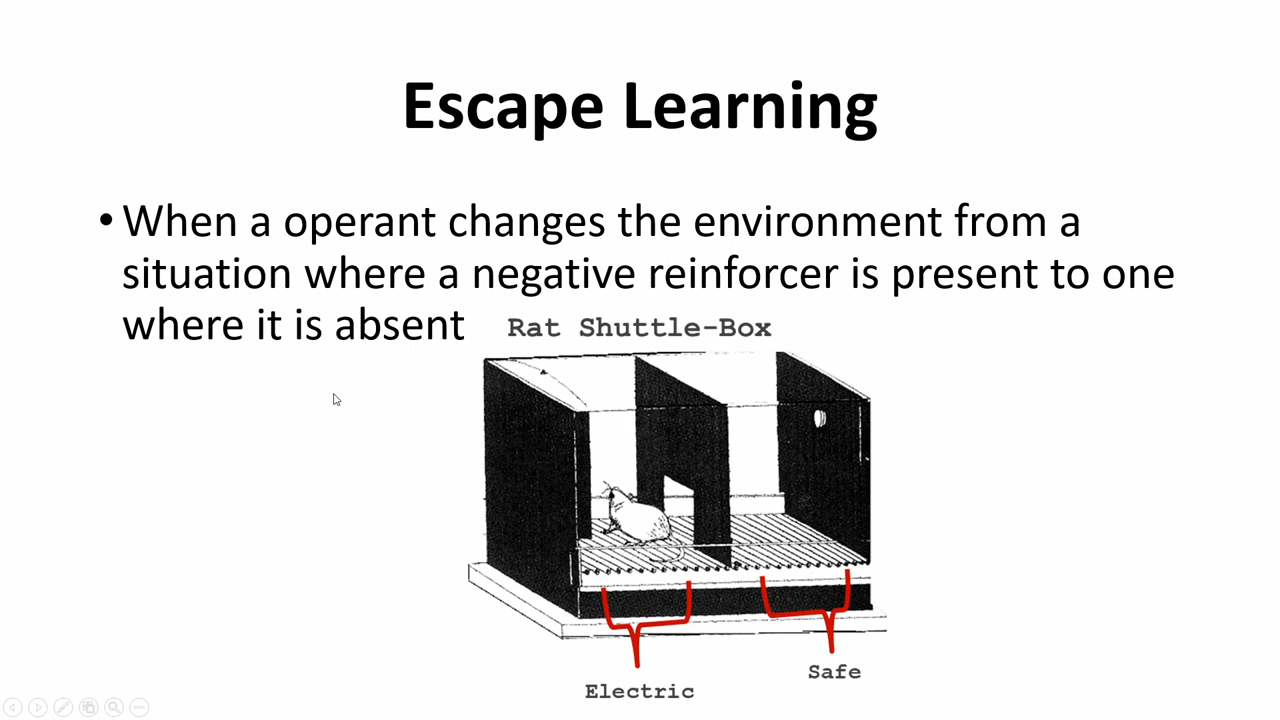 Escape Learning
• When a operant changes the environment from a
situation where a negative reinforcer is present to one
where it is absent
Rat Shuttle-Box
Safe
Electric